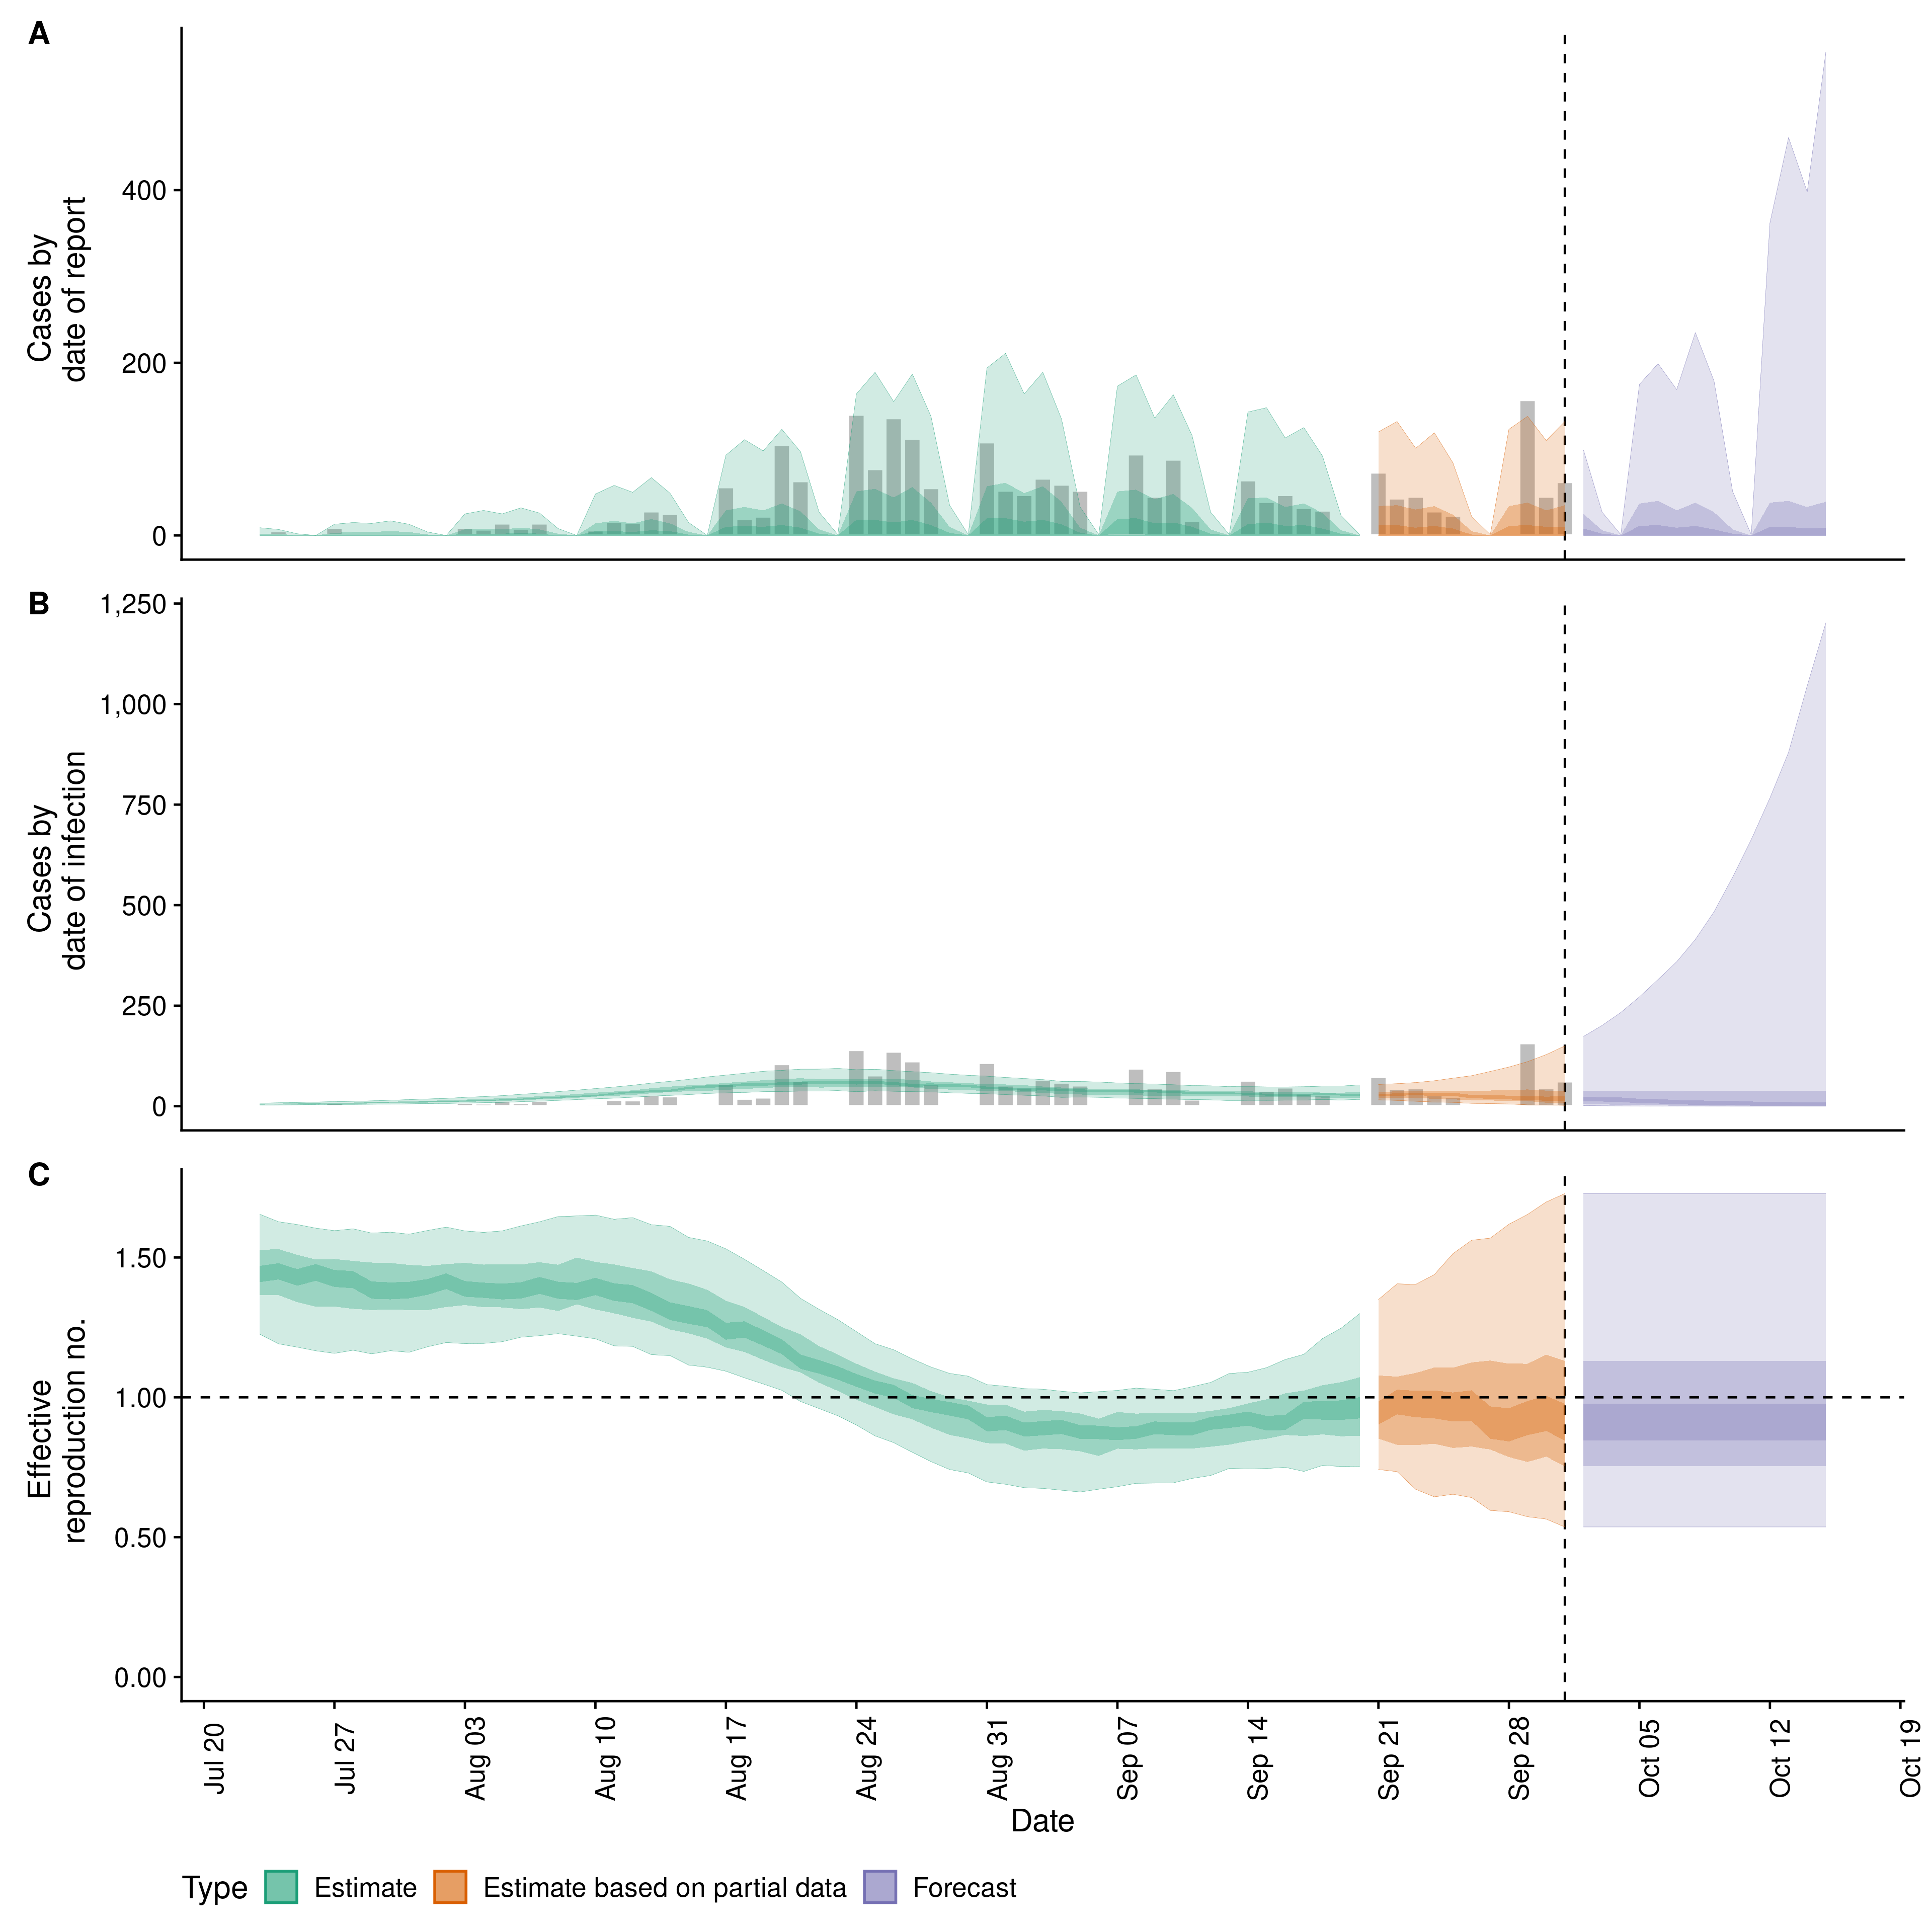 A
Cases by
date of report
400
200
0
B
Cases by
date of infection
1,250
1,000
750
500
250
0
C
Effective
reproduction no.
1.50
1.00
0.50
0.00
Jul 20
Jul 27
Aug 03
Aug 10
Aug 17
Aug 24
Aug 31
Sep 07
Sep 14
Sep 21
Sep 28
Oct 05
Oct 12
Oct 19
Date
Type
Estimate
Estimate based on partial data
Forecast